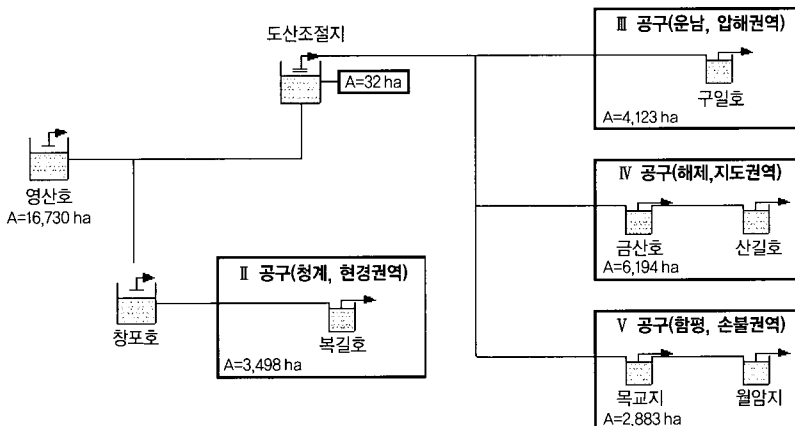 도산조절지
A=32 ha
영산호
A=16,730 ha
창포호
Ⅱ 공구(청계, 현경권역)
복길호
A=3,498 ha
Ⅲ 공구(운남, 압해권역)
구일호
A=4,123 ha
Ⅳ 공구(해제,지도권역)
금산호
산길호
A=6,194 ha
Ⅴ 공구(함평, 손불권역)
목교지
월암지
A=2,883 ha